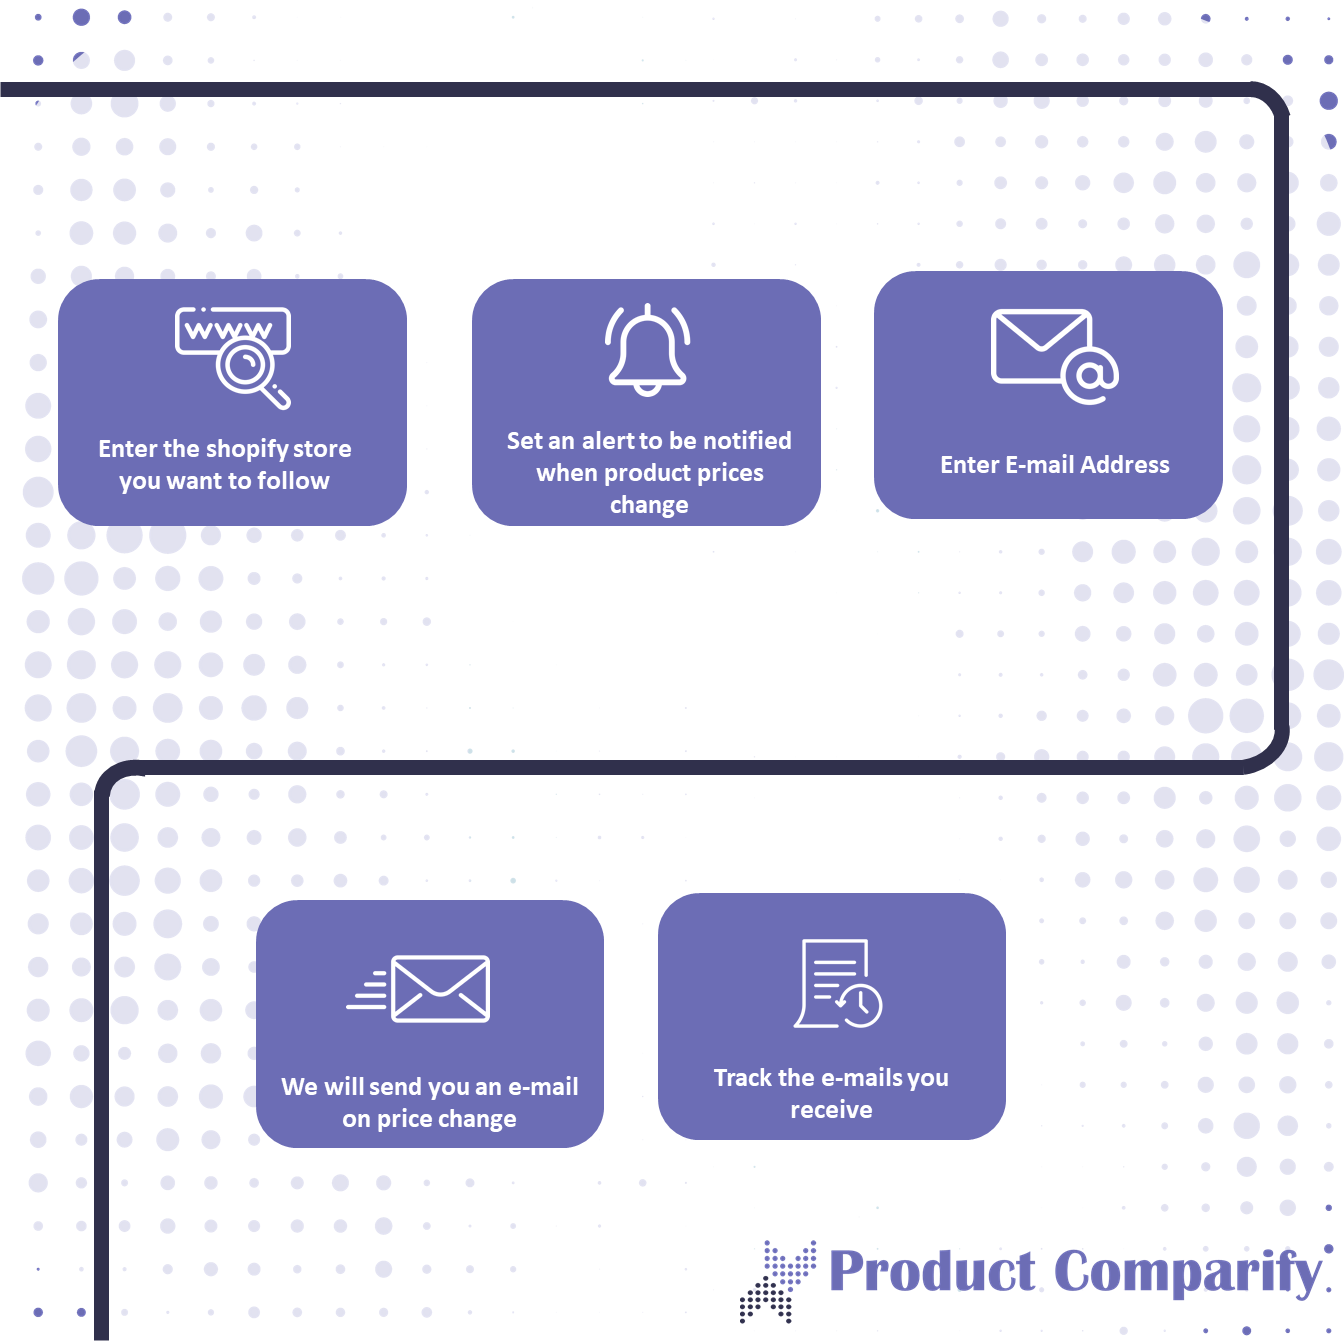 WWW
Enter the shopify store
you want to follow
Set an alert to be notified
when product prices
change
@
Enter E-mail Address
We will send you an e-mail
on price change
Track the e-mails you
receive
Product Comparify